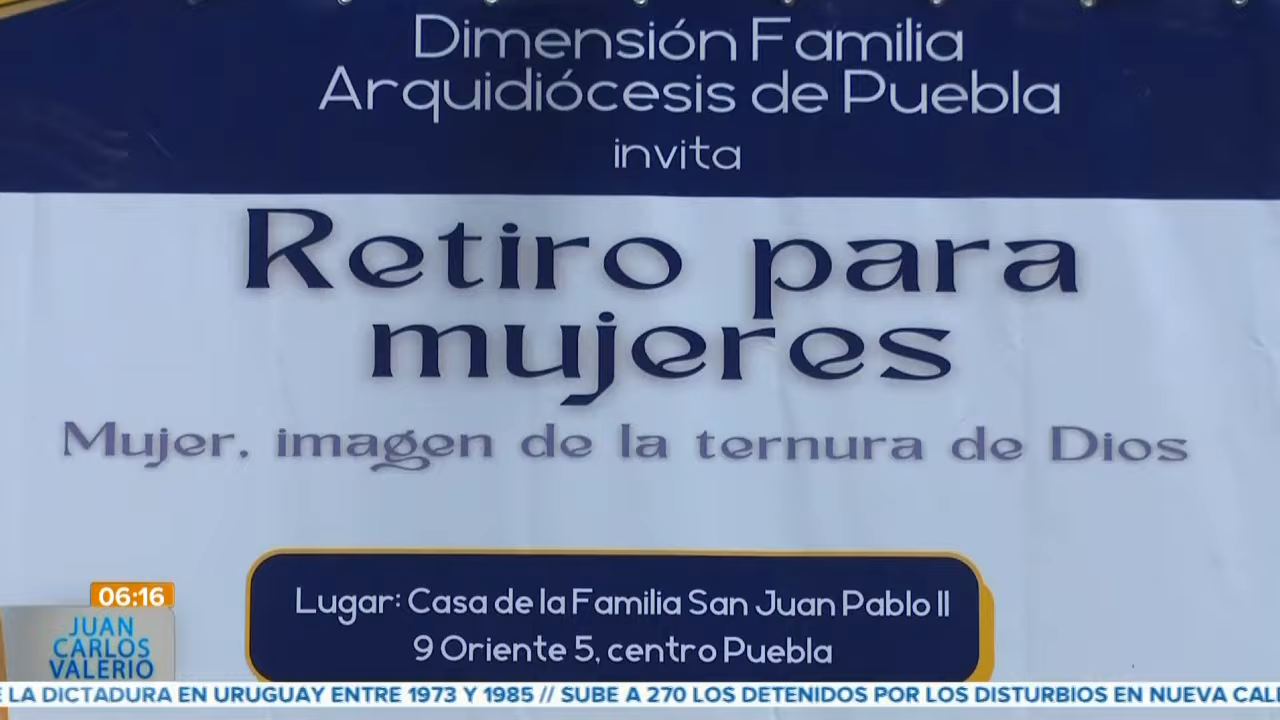 Dimensión Familia
Arquidiócesis de Puebla
invita
Retiro para
mujeres
Mujer, imagen de la ternura de Dios
Lugar: Casa de la Familia San Juan Pablo II
9 Oriente 5, centro Puebla
06:16
JUAN
CARLOS
VALERIO
LA DICTADURA EN URUGUAY ENTRE 1973 Y 1985 // SUBE A 270 LOS DETENIDOS POR LOS DISTURBIOS EN NUEVA